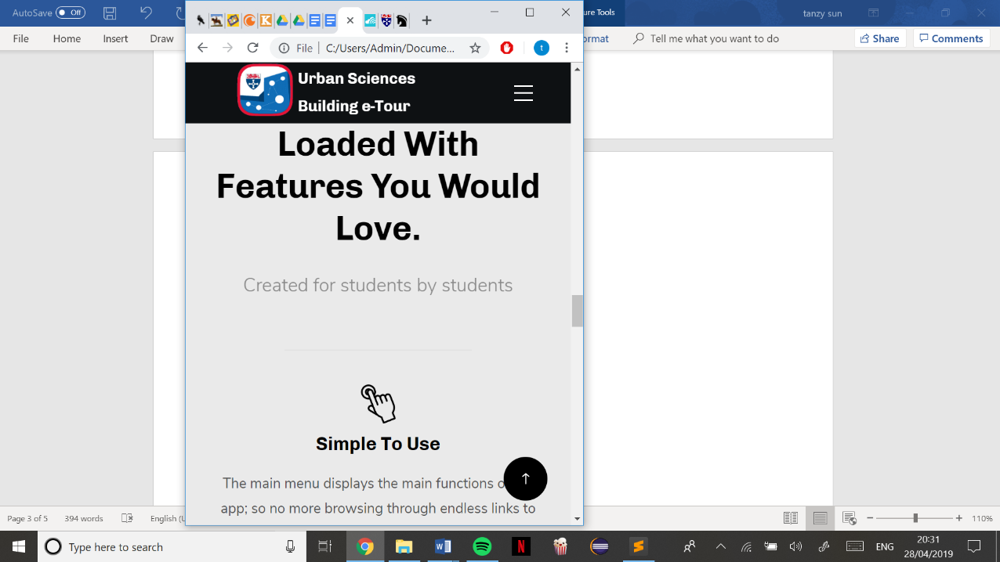 AutoSave Off
ure Tools
tanzy sun
File
Home
Insert
Draw
ormat
Tell me what you want to do
Share
Comments
File
C:/Users/Admin/Docume...
t
Urban Sciences
Building e-Tour
Loaded With
Features You Would
Love.
Created for students by students
Simple To Use
The main menu displays the main functions o
app; so no more browsing through endless links to
Page 3 of 5
394 words
English (U
110%
Type here to search
ENG
20:31
28/04/2019